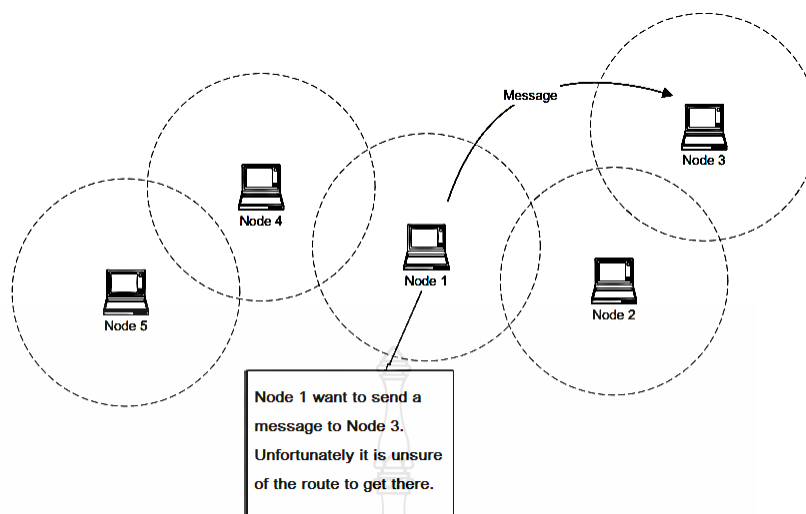 Message
Node 3
Node 4
Node 1
Node 2
Node 5
Node 1 want to send a
message to Node 3.
Unfortunately it is unsure
of the route to get there.